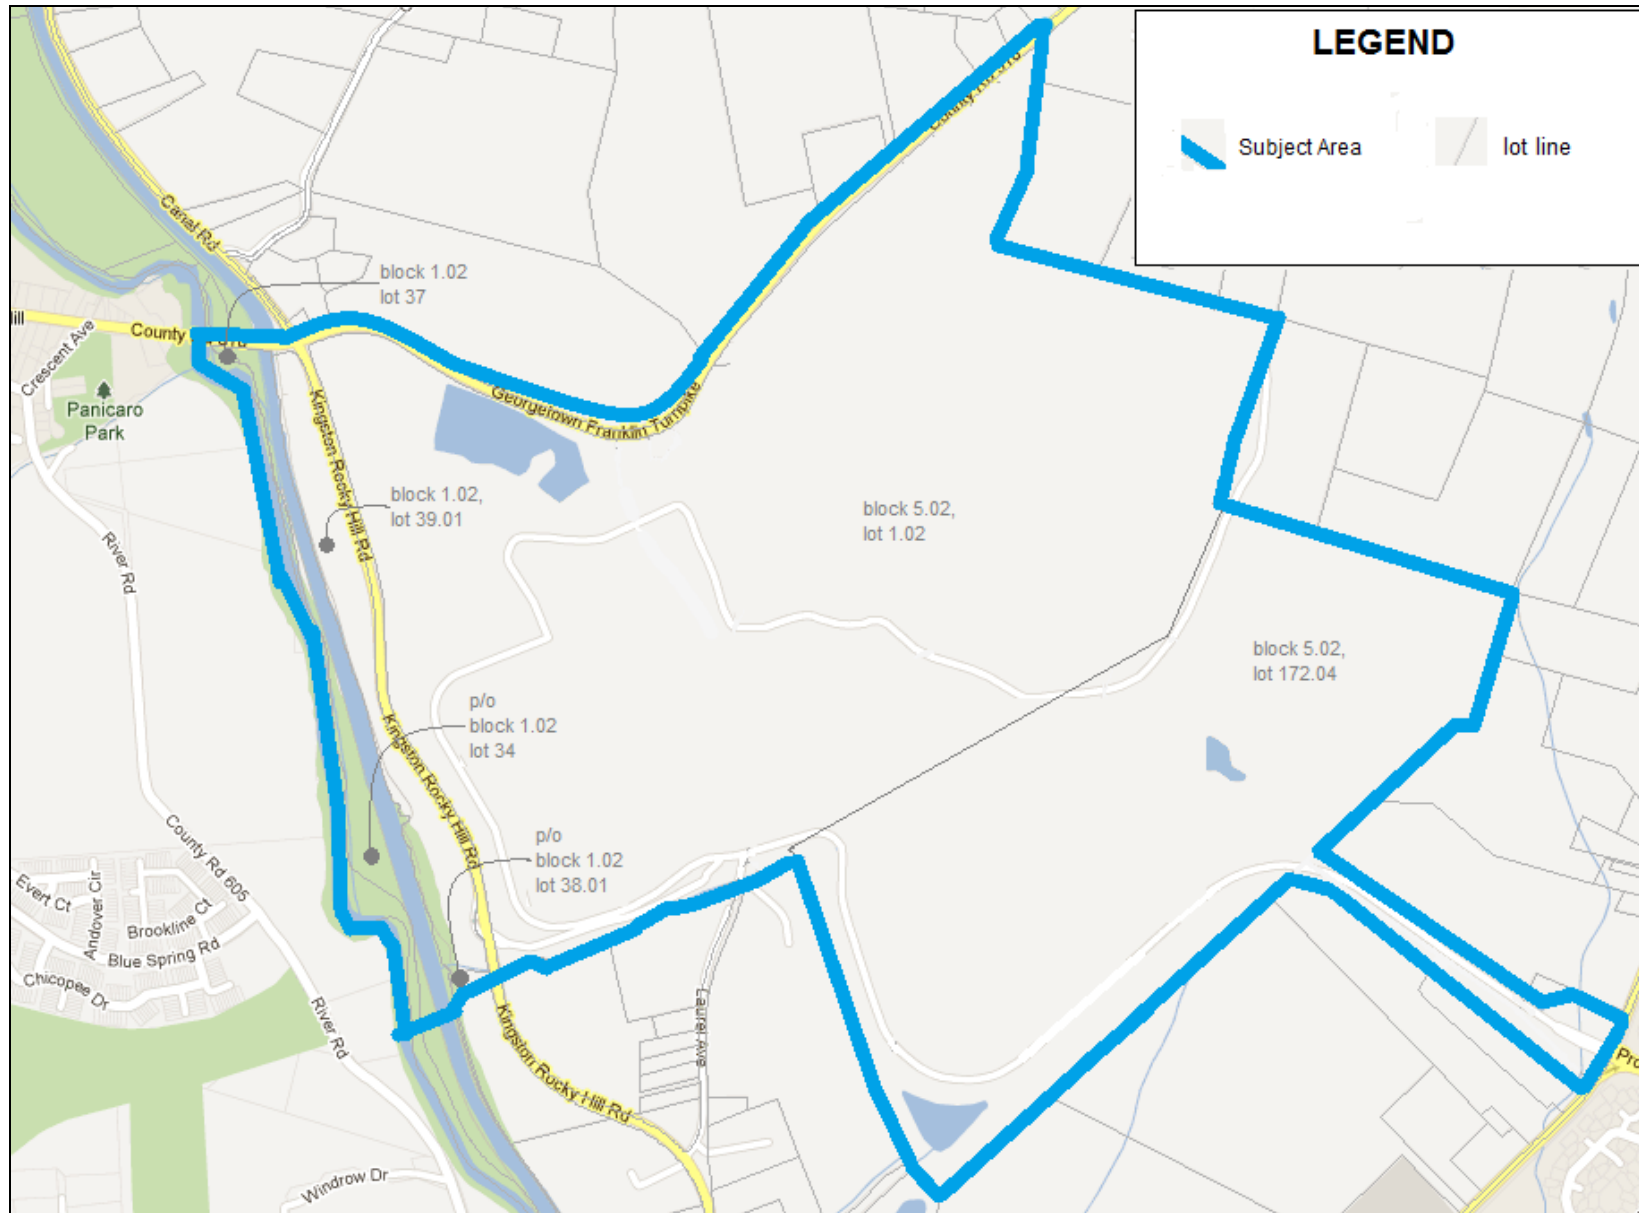 LEGEND
Subject Area
lot line
County Rd 518
Canal Rd
block 1.02
lot 37
County
Crescent Ave
Panicaro
Park
Georgetown Franklin Turnpike
Kingston Rocky Hill Rd
block 1.02,
lot 39.01
block 5.02,
lot 1.02
River Rd
block 5.02,
lot 172.04
p/o
block 1.02
lot 34
Kingston Rocky Hill Rd
County Rd 605
p/o
block 1.02
lot 38.01
Evert Ct
Andover Cir
Brookline Ct
Blue Spring Rd
Chicopee Dr
River Rd
Laurel Ave
Kingston Rocky Hill Rd
Windrow Dr